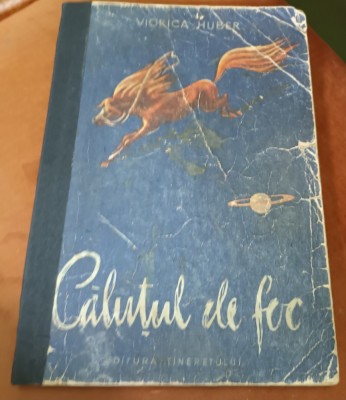 VIORICA HUBER
Căluțul de foc
EDITURA TINERETULUI